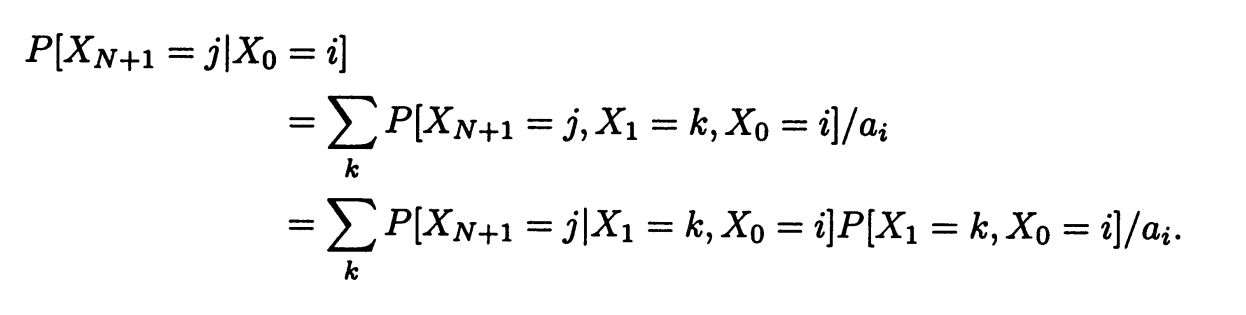 P[X_{N+1} = j|X_0 = i]
= \sum_k P[X_{N+1} = j, X_1 = k, X_0 = i]/a_i
= \sum_k P[X_{N+1} = j|X_1 = k, X_0 = i]P[X_1 = k, X_0 = i]/a_i.